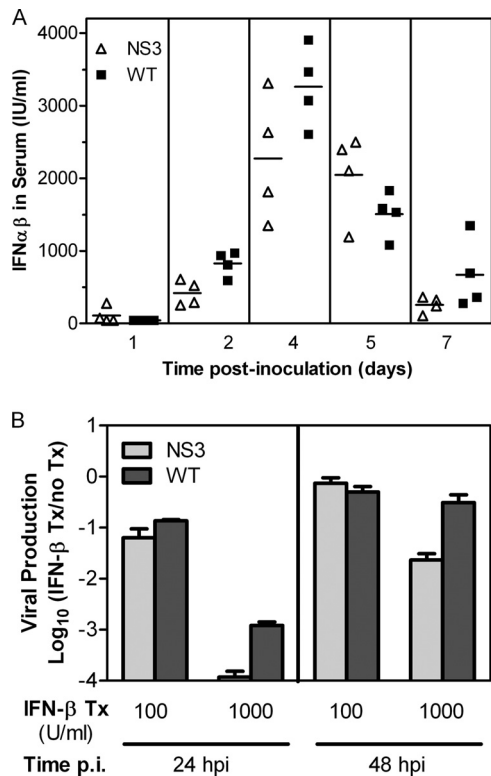 A
NS3
WT
IFNα β in Serum (IU/ml)
4000
3000
2000
1000
0
1 2 4 5 7
Time post-inoculation (days)
B
NS3
WT
Viral Production
Log10 (IFN-β Tx/no Tx)
1
0
-1
-2
-3
-4
IFN-β Tx 100 1000 100 1000
(U/ml)
Time p.i. 24 hpi 48 hpi